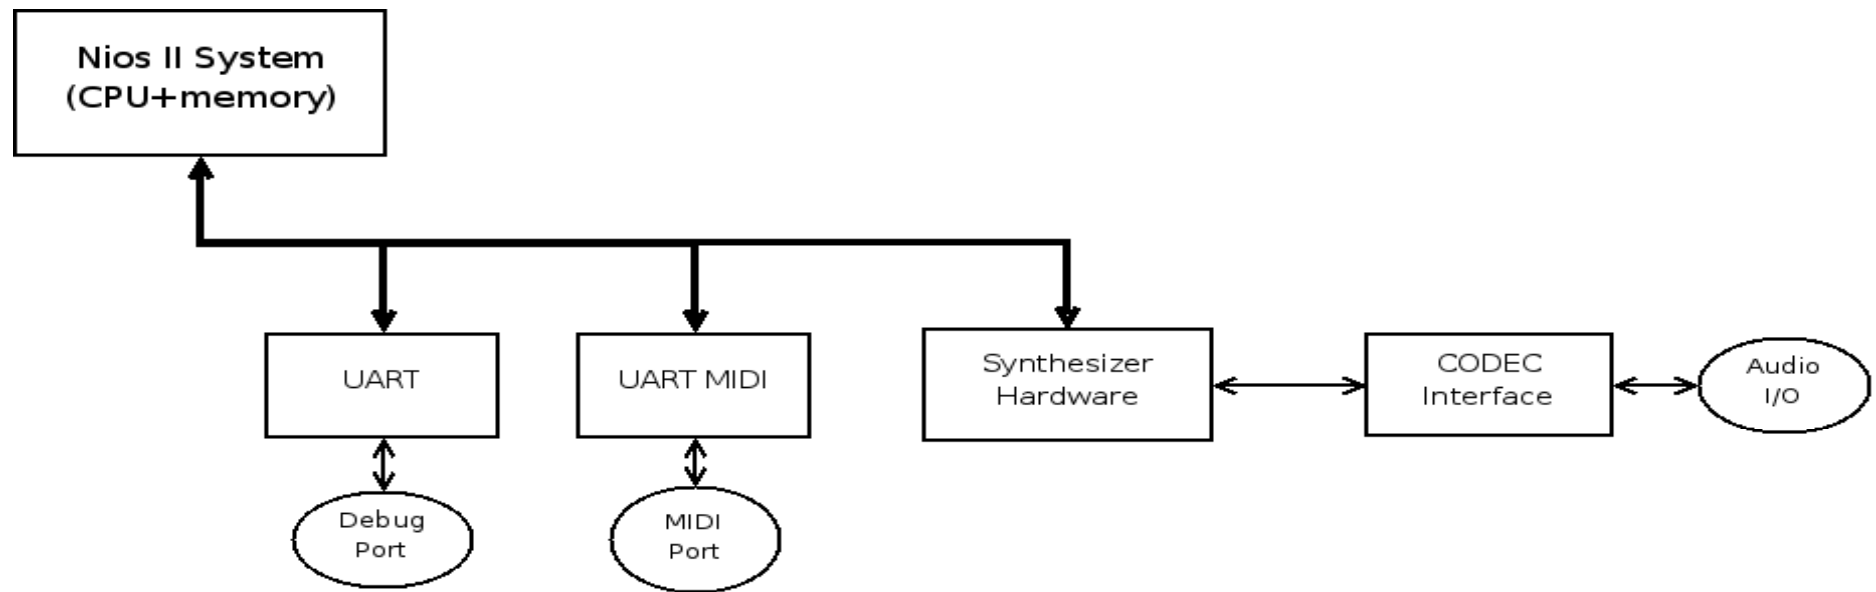 Nios II System
(CPU+memory)
UART
UART MIDI
Synthesizer
Hardware
CODEC
Interface
Audio
I/O
Debug
Port
MIDI
Port